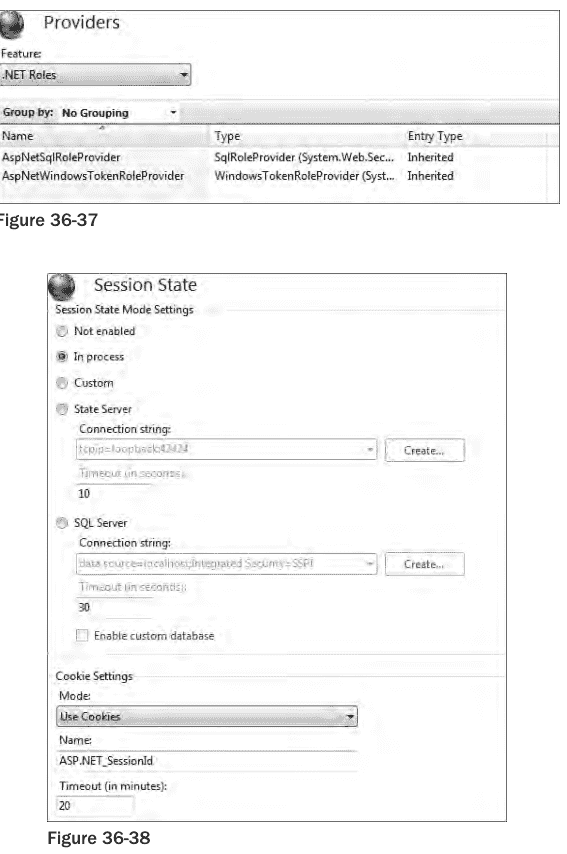 Providers
Feature:
.NET Roles
Group by: No Grouping
Name Type Entry Type
AspNetSqlRoleProvider SqlRoleProvider (System.Web.Sec... Inherited
AspNetWindowsTokenRoleProvider WindowsTokenRoleProvider (Syst... Inherited
Figure 36-37
Session State
Session State Mode Settings
Not enabled
In process
Custom
State Server
Connection string:
tcpip=loopback:42424
Create...
Timeout (in seconds):
10
SQL Server
Connection string:
data source=localhost;Integrated Security=SSPI
Create...
Timeout (in seconds):
30
Enable custom database
Cookie Settings
Mode:
Use Cookies
Name:
ASP.NET_SessionId
Timeout (in minutes):
20
Figure 36-38